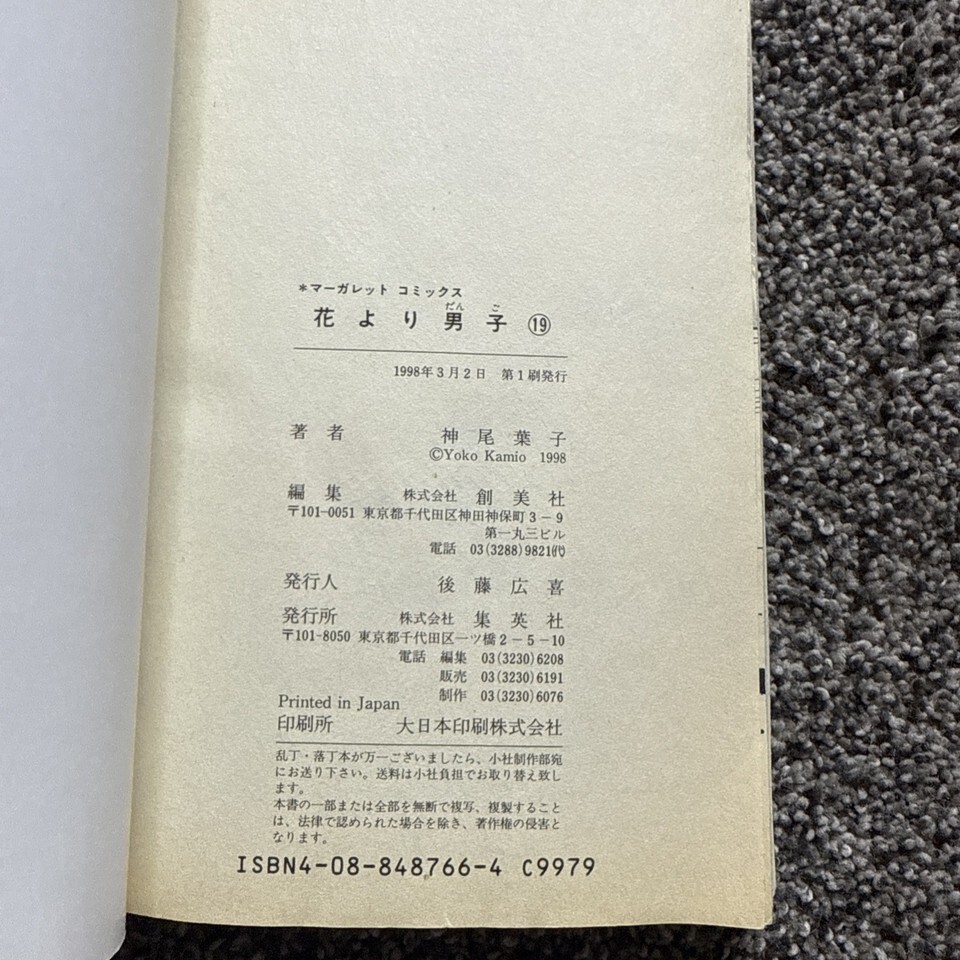 *マーガレット コミックス
だん ご
花より男子 ⑲
1998年3月2日 第1刷発行
著者 神尾葉子
©Yoko Kamio 1998
編集 株式会社 創美社
〒101-0051 東京都千代田区神田神保町3-9
第一丸三ビル
電話 03(3288)9821㈹
発行人 後藤広喜
発行所 株式会社 集英社
〒101-8050 東京都千代田区一ツ橋2-5-10
電話 編集 03(3230)6208
販売 03(3230)6191
制作 03(3230)6076
Printed in Japan
印刷所 大日本印刷株式会社
乱丁・落丁本が万一ございましたら、小社制作部宛
にお送り下さい。送料は小社負担でお取り替え致し
ます。
本書の一部または全部を無断で複写、複製すること
は、法律で認められた場合を除き、著作権の侵害と
なります。
ISBN4-08-848766-4 C9979